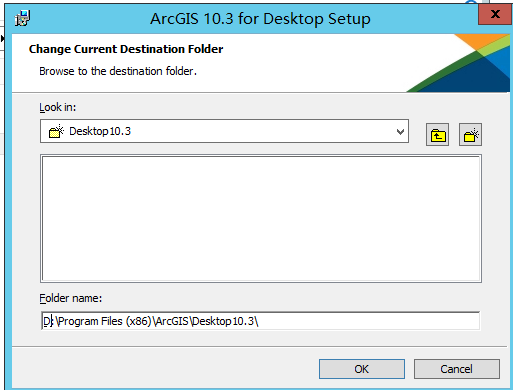 ArcGIS 10.3 for Desktop Setup
Change Current Destination Folder
Browse to the destination folder.
Look in:
Desktop10.3
Folder name:
D:\Program Files (x86)\ArcGIS\Desktop10.3\
OK
Cancel